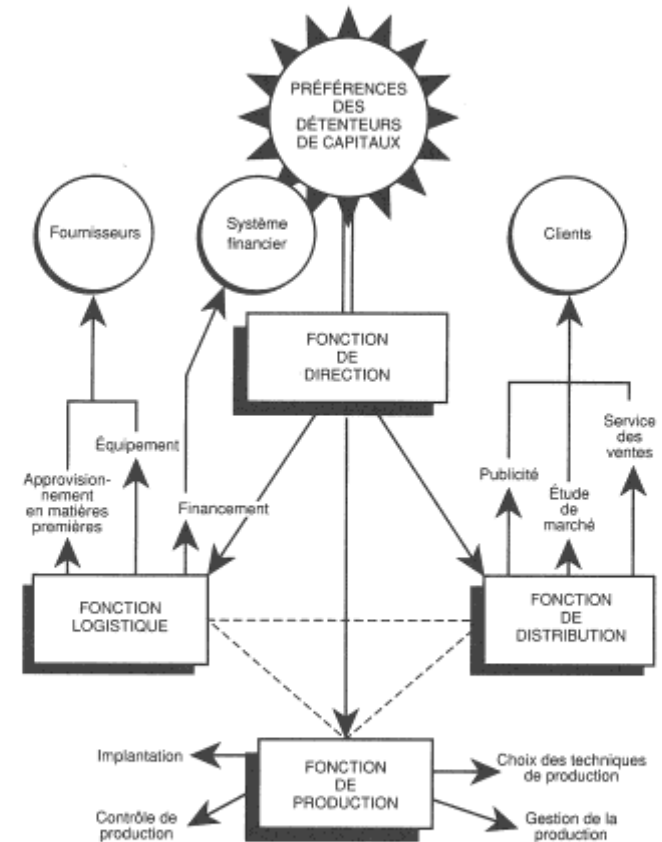 PRÉFÉRENCES
DES
DÉTENTEURS
DE CAPITAUX
Fournisseurs
Système
financier
Clients
FONCTION
DE
DIRECTION
Équipement
Approvision-
nement
en matières
premières
Financement
Publicité
Étude
de
marché
Service
des
ventes
FONCTION
LOGISTIQUE
FONCTION
DE
DISTRIBUTION
Implantation
Contrôle de
production
FONCTION
DE
PRODUCTION
Choix des techniques
de production
Gestion de la
production